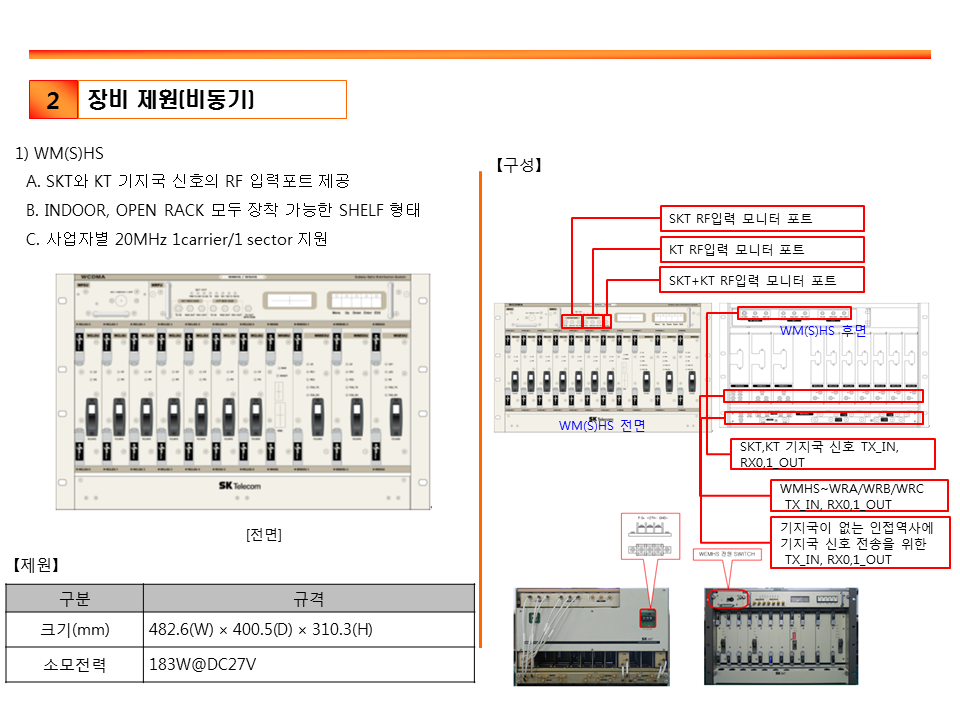 2 장비 제원(비동기)
1) WM(S)HS
A. SKT와 KT 기지국 신호의 RF 입력포트 제공
B. INDOOR, OPEN RACK 모두 장착 가능한 SHELF 형태
C. 사업자별 20MHz 1carrier/1 sector 지원
WCDMA
SK Telecom
[전면]
【제원】
구분 규격
크기(mm) 482.6(W) × 400.5(D) × 310.3(H)
소모전력 183W@DC27V
【구성】
SKT RF입력 모니터 포트
KT RF입력 모니터 포트
SKT+KT RF입력 모니터 포트
WM(S)HS 후면
SK Telecom
WM(S)HS 전면
SKT,KT 기지국 신호 TX_IN,
RX0,1_OUT
WMHS~WRA/WRB/WRC
TX_IN, RX0,1_OUT
기지국이 없는 인접역사에
기지국 신호 전송을 위한
TX_IN, RX0,1_OUT
WCMHS 전원 SWITCH